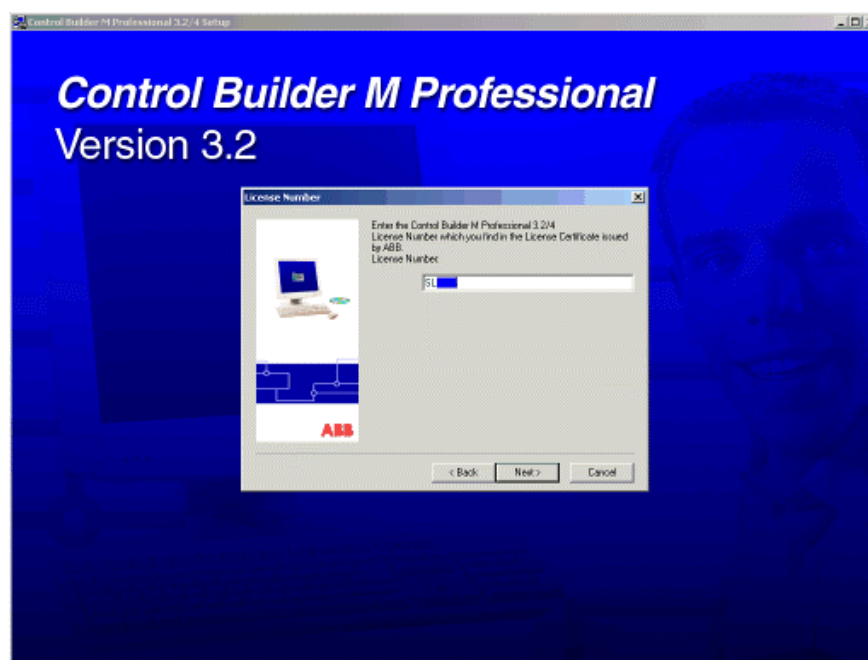 Control Builder M Professional 3.2/4 Setup
Control Builder M Professional
Version 3.2
License Number
Enter the Control Builder M Professional 3.2/4
License Number which you find in the License Certificate issued
by ABB.
License Number:
SL
ABB
< Back
Next >
Cancel